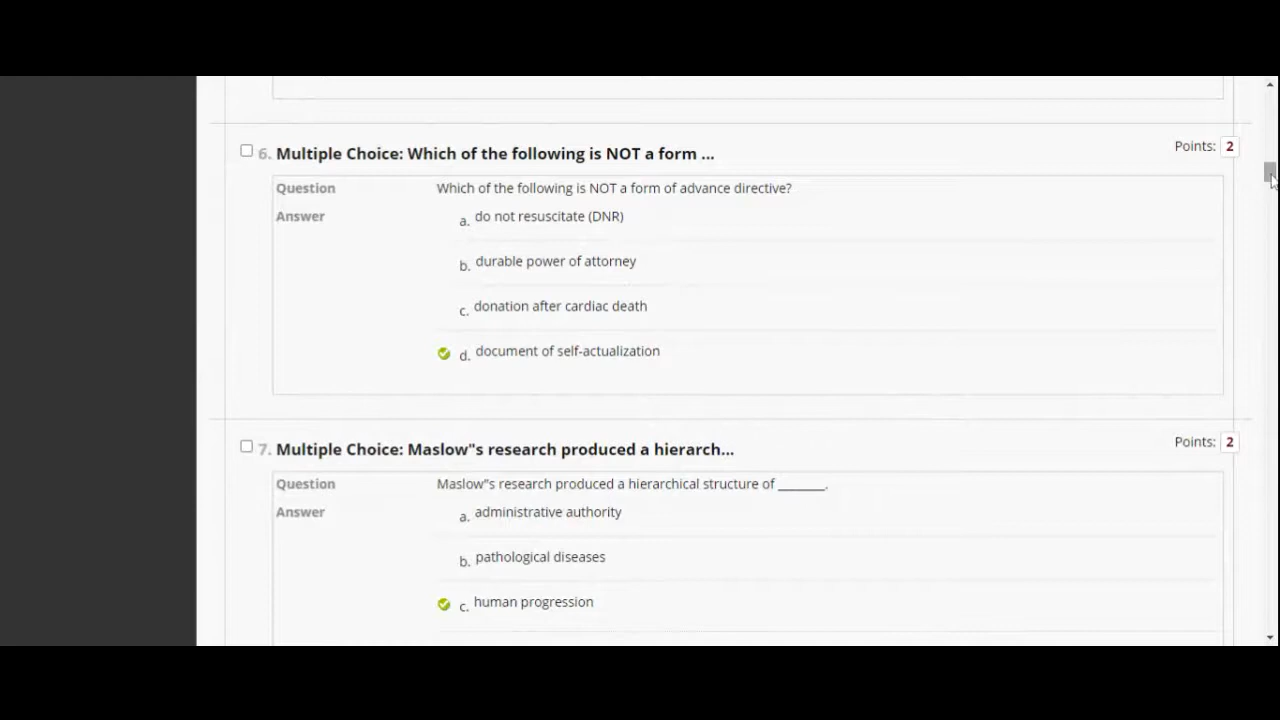 6. Multiple Choice: Which of the following is NOT a form ...
Points: 2
Question Which of the following is NOT a form of advance directive?
Answer a. do not resuscitate (DNR)
b. durable power of attorney
c. donation after cardiac death
d. document of self-actualization
7. Multiple Choice: Maslow"s research produced a hierarch...
Points: 2
Question Maslow"s research produced a hierarchical structure of ________.
Answer a. administrative authority
b. pathological diseases
c. human progression